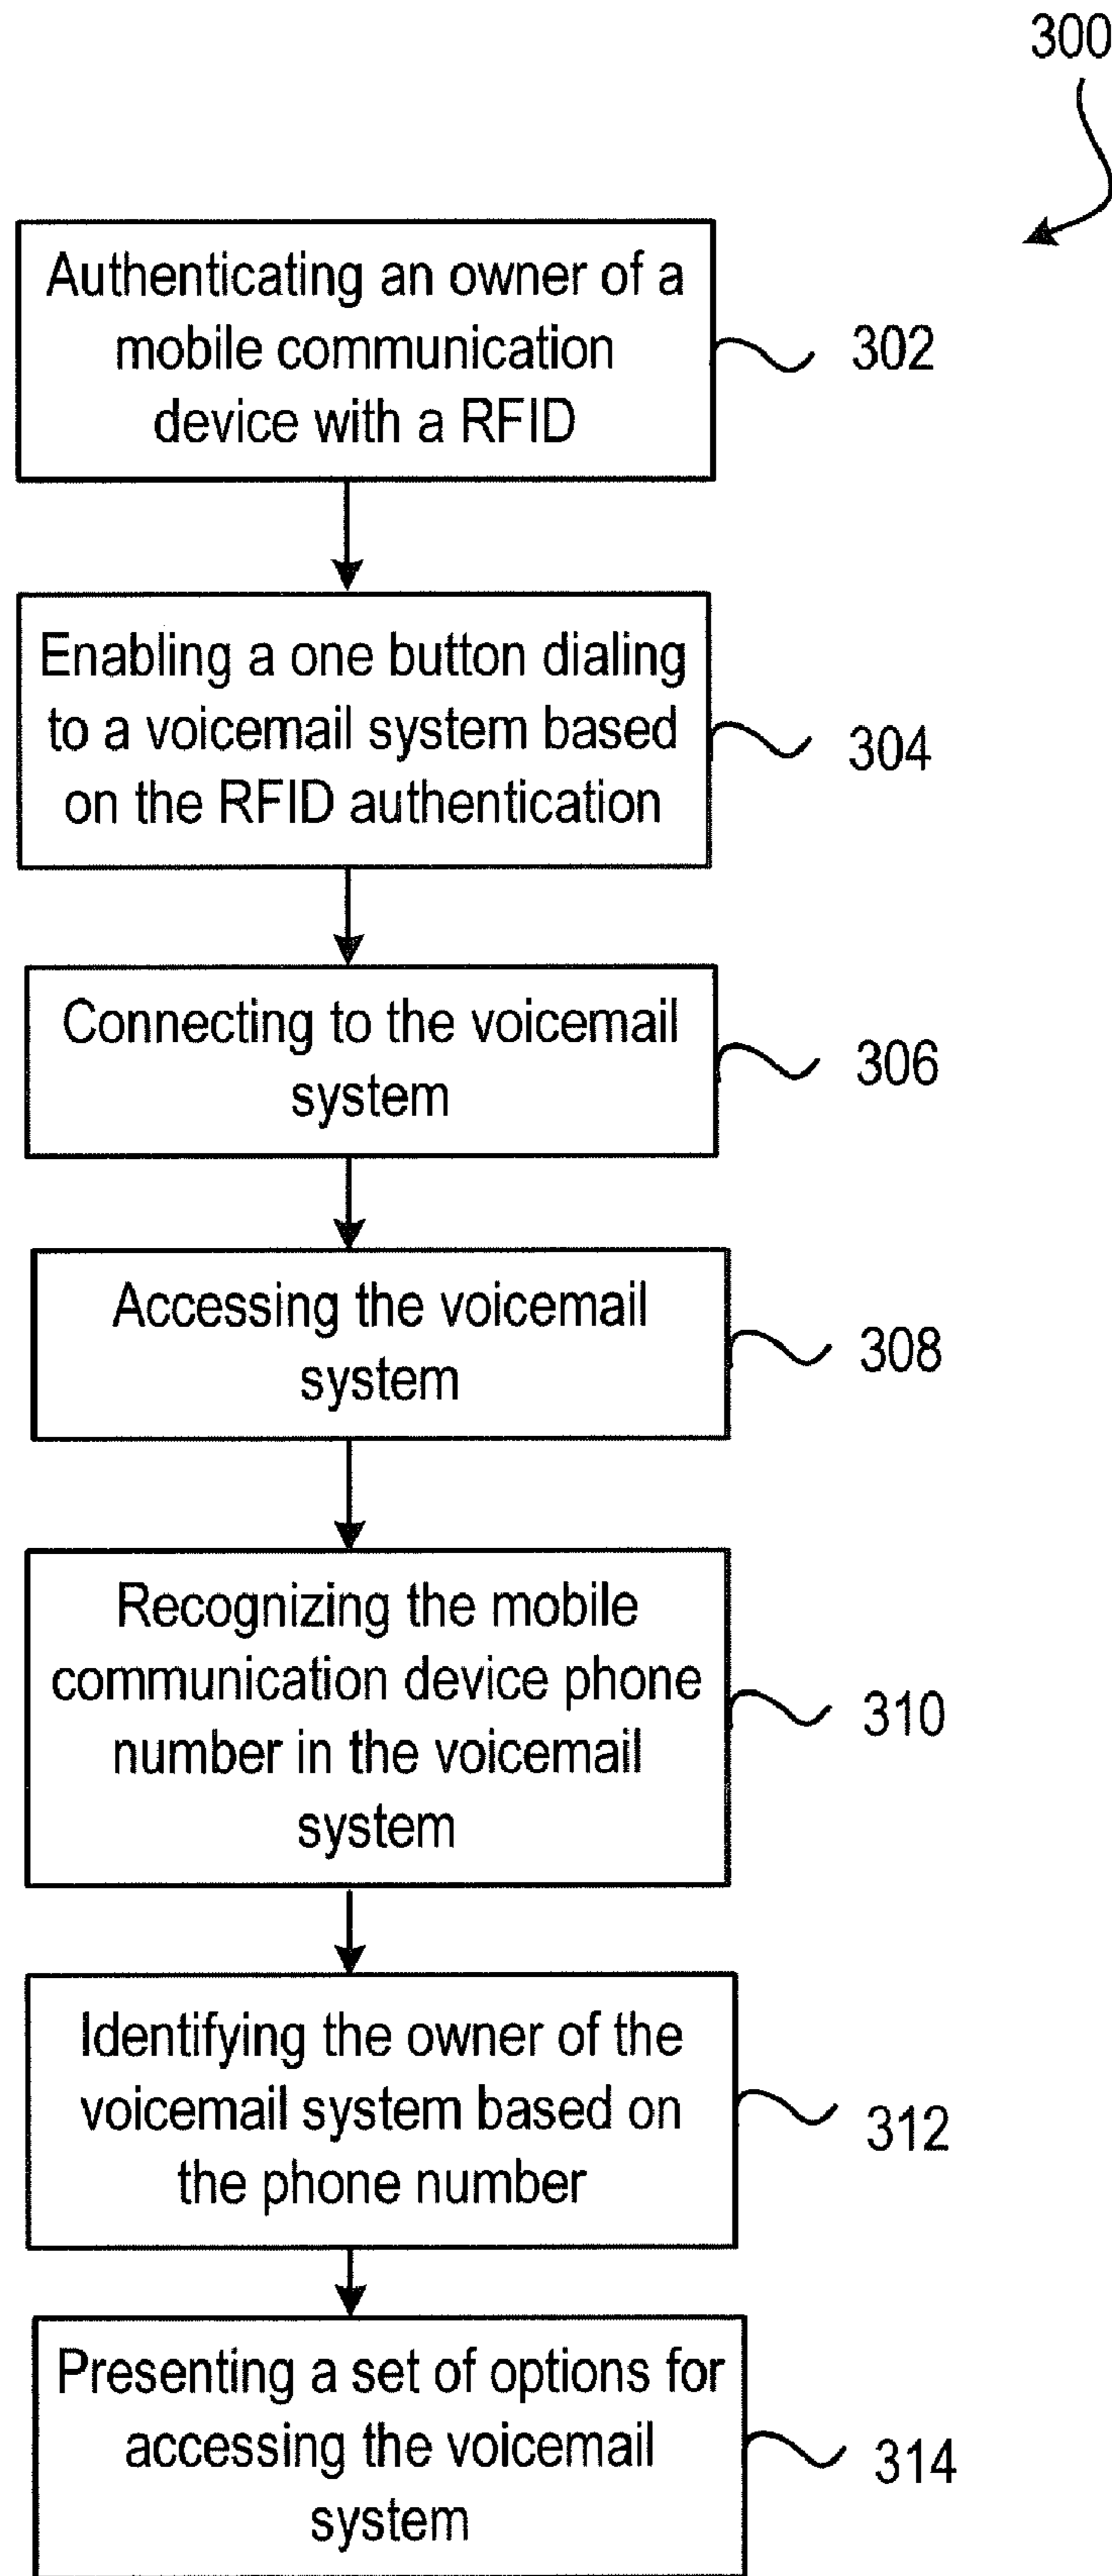 300
Authenticating an owner of a
mobile communication
device with a RFID
302
Enabling a one button dialing
to a voicemail system based
on the RFID authentication
304
Connecting to the voicemail
system
306
Accessing the voicemail
system
308
Recognizing the mobile
communication device phone
number in the voicemail
system
310
Identifying the owner of the
voicemail system based on
the phone number
312
Presenting a set of options for
accessing the voicemail
system
314